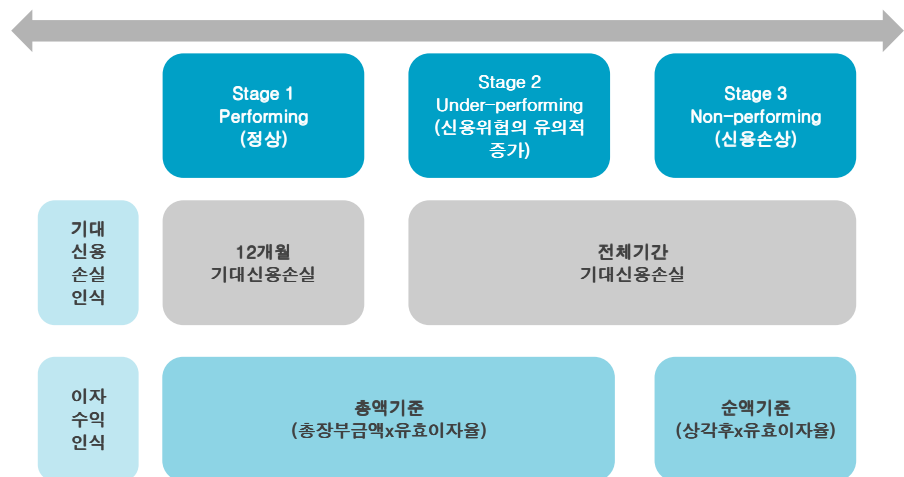 Stage 1
Performing
(정상)
Stage 2
Under-performing
(신용위험의 유의적
증가)
Stage 3
Non-performing
(신용손상)
기대
신용
손실
인식
12개월
기대신용손실
전체기간
기대신용손실
이자
수익
인식
총액기준
(총장부금액x유효이자율)
순액기준
(상각후x유효이자율)